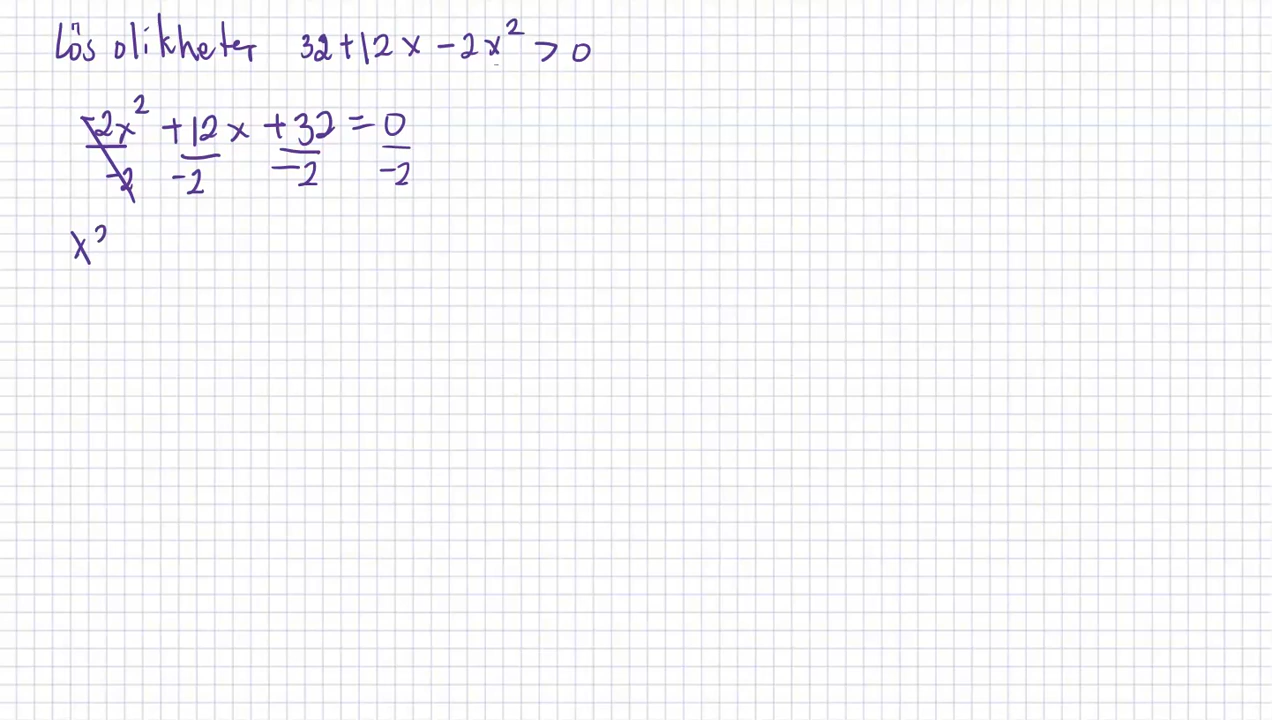 Lös olikheter 32+12x-2x²>0
-2x²/-2 +12x/-2 +32/-2 = 0/-2
x²